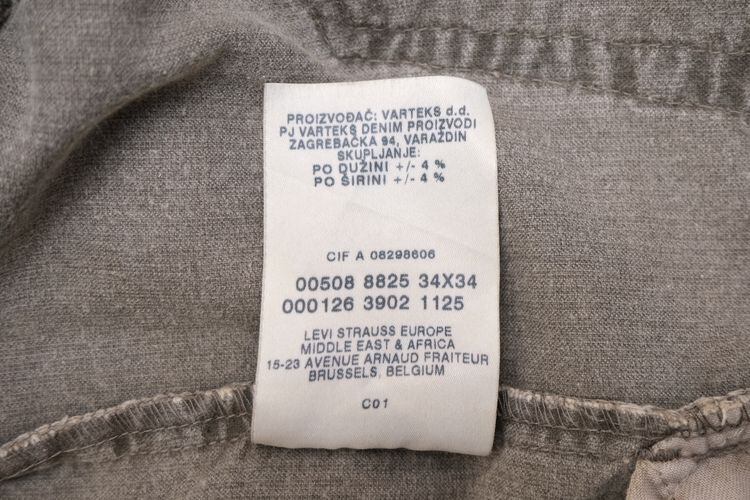 PROIZVOĐAČ: VARTEKS d.d.
PJ VARTEKS DENIM PROIZVODI
ZAGREBAČKA 94, VARAŽDIN
SKUPLJANJE:
PO DUŽINI +/- 4 %
PO ŠIRINI +/- 4 %
CIF A 08298606
00508 8825 34X34
000126 3902 1125
LEVI STRAUSS EUROPE
MIDDLE EAST & AFRICA
15-23 AVENUE ARNAUD FRAITEUR
BRUSSELS, BELGIUM
C01